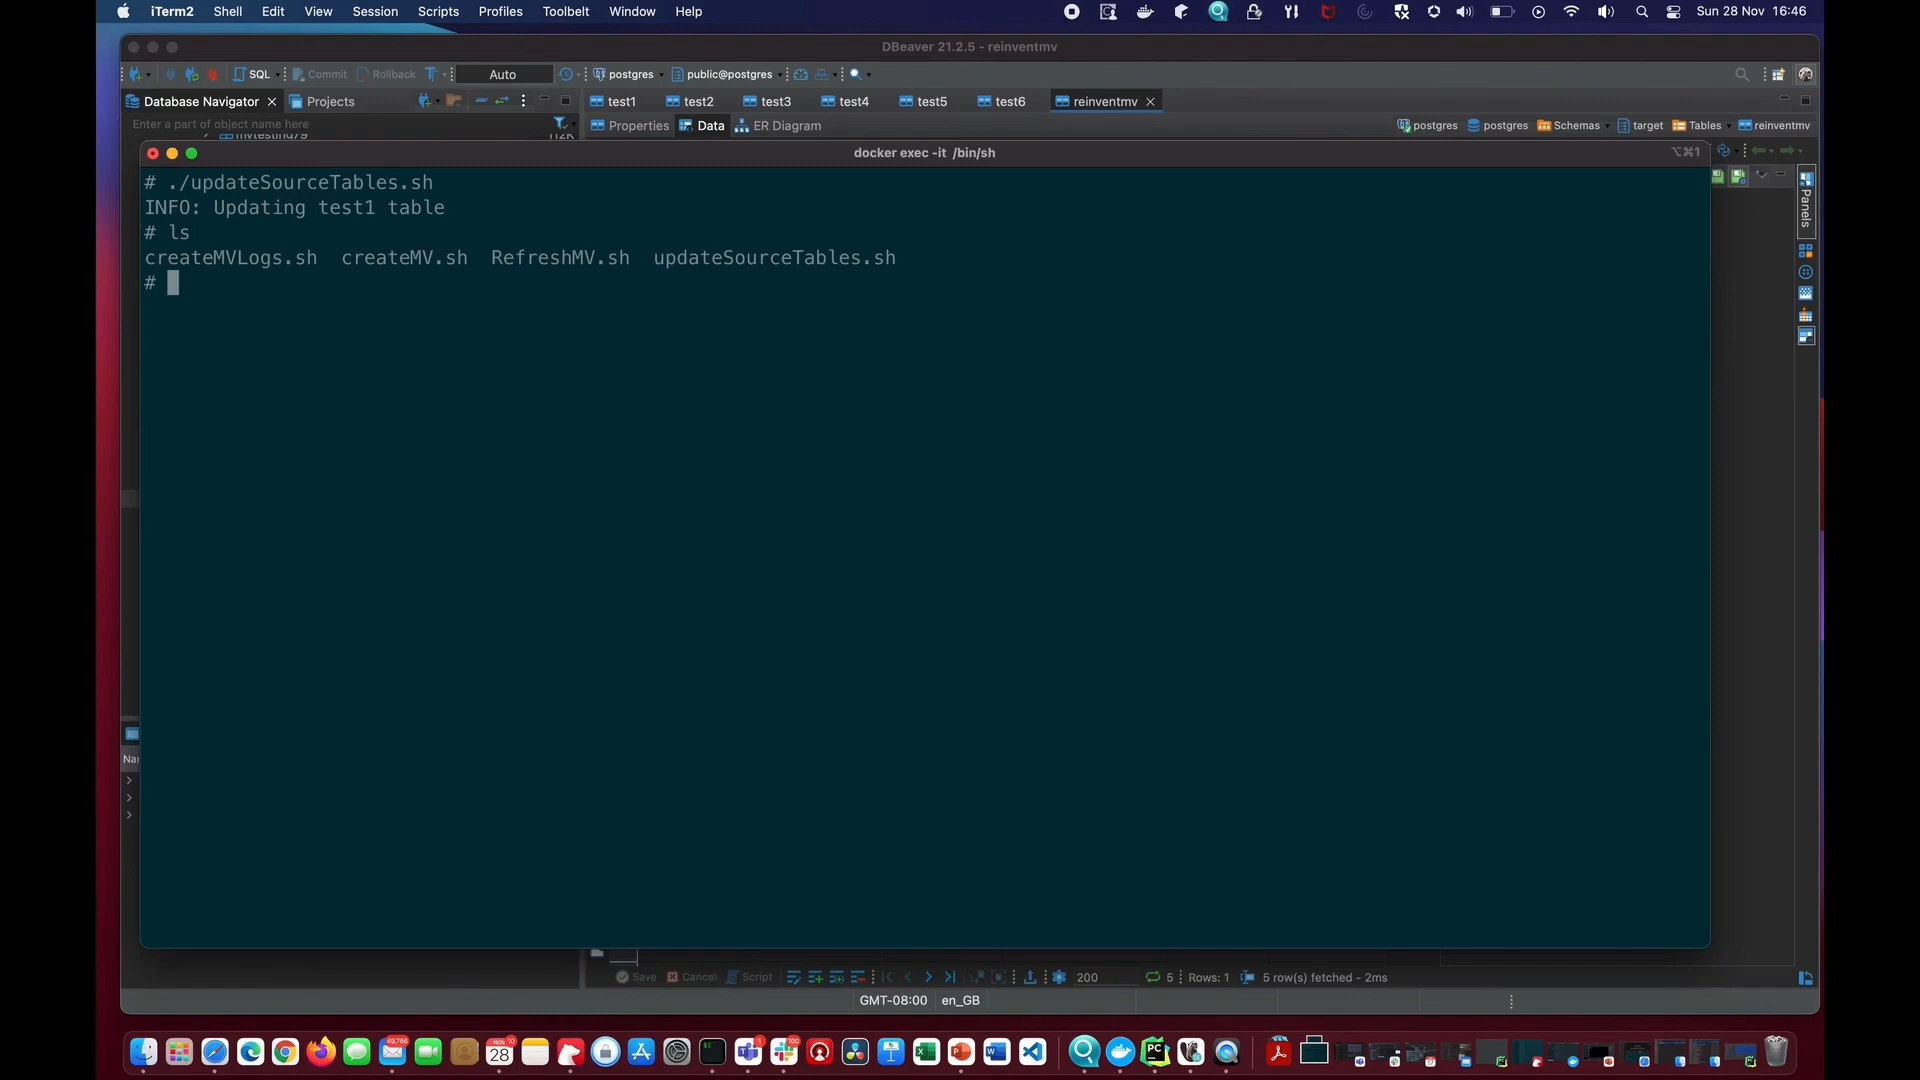 iTerm2 Shell Edit View Session Scripts Profiles Toolbelt Window Help Sun 28 Nov 16:46
DBeaver 21.2.5 - reinventmv
SQL Commit Rollback Auto postgres public@postgres
Database Navigator Projects test1 test2 test3 test4 test5 test6 reinventmv
Enter a part of object name here Properties Data ER Diagram postgres postgres Schemas target Tables reinventmv
docker exec -it /bin/sh ⌥⌘1
# ./updateSourceTables.sh
INFO: Updating test1 table
# ls
createMVLogs.sh createMV.sh RefreshMV.sh updateSourceTables.sh
#
Panels
Save Cancel Script 200 5 Rows: 1 5 row(s) fetched - 2ms
GMT-08:00 en_GB